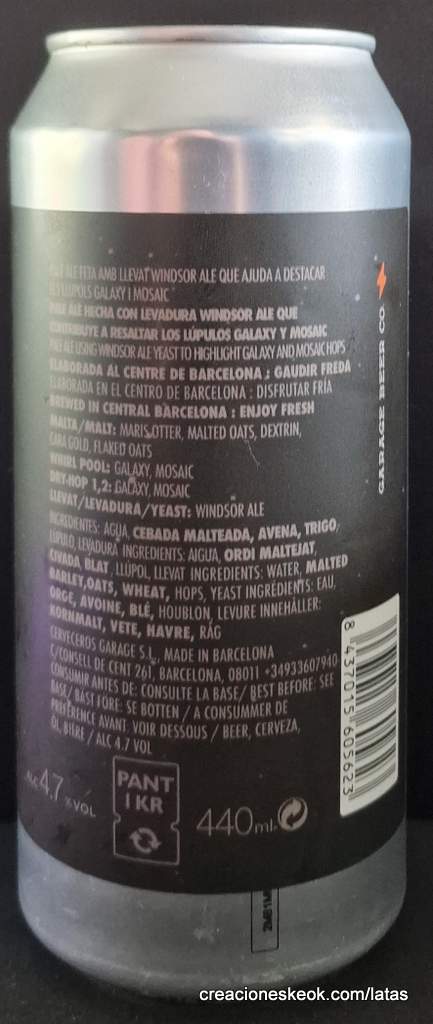 ALE FETA AMB LLEVAT WINDSOR ALE QUE AJUDA A DESTACAR
ELS LLÚPOLS GALAXY I MOSAIC
PALE ALE HECHA CON LEVADURA WINDSOR ALE QUE
CONTRIBUYE A RESALTAR LOS LÚPULOS GALAXY Y MOSAIC
PALE ALE USING WINDSOR ALE YEAST TO HIGHLIGHT GALAXY AND MOSAIC HOPS
ELABORADA AL CENTRE DE BARCELONA : GAUDIR FREDA
ELABORADA EN EL CENTRO DE BARCELONA : DISFRUTAR FRÍA
BREWED IN CENTRAL BARCELONA : ENJOY FRESH
MALTA/MALT: MARIS OTTER, MALTED OATS, DEXTRIN,
CARA GOLD, FLAKED OATS
WHIRL POOL: GALAXY, MOSAIC
DRY-HOP 1,2: GALAXY, MOSAIC
LLEVAT/LEVADURA/YEAST: WINDSOR ALE
INGREDIENTES: AGUA, CEBADA MALTEADA, AVENA, TRIGO,
LÚPULO, LEVADURA INGREDIENTS: AIGUA, ORDI MALTEJAT,
CIVADA, BLAT, LLÚPOL, LLEVAT INGREDIENTS: WATER, MALTED
BARLEY, OATS, WHEAT, HOPS, YEAST INGRÉDIENTS: EAU,
ORGE, AVOINE, BLÉ, HOUBLON, LEVURE INNEHÅLLER:
KORNMALT, VETE, HAVRE, RÅG
CERVECEROS GARAGE S.L., MADE IN BARCELONA
C/CONSELL DE CENT 261, BARCELONA, 08011 +34933607940
CONSUMIR ANTES DE: CONSULTE LA BASE/ BEST BEFORE: SEE
BASE/ BÄST FÖRE: SE BOTTEN / A CONSUMMER DE
PRÉFÉRENCE AVANT, VOIR DESSOUS / BEER, CERVEZA,
ÖL, BIÈRE / ALC 4.7 VOL
ALC 4.7 % VOL
PANT
1 KR
440ml
GARAGE BEER CO
8 437015 605623
creacioneskeok.com/latas